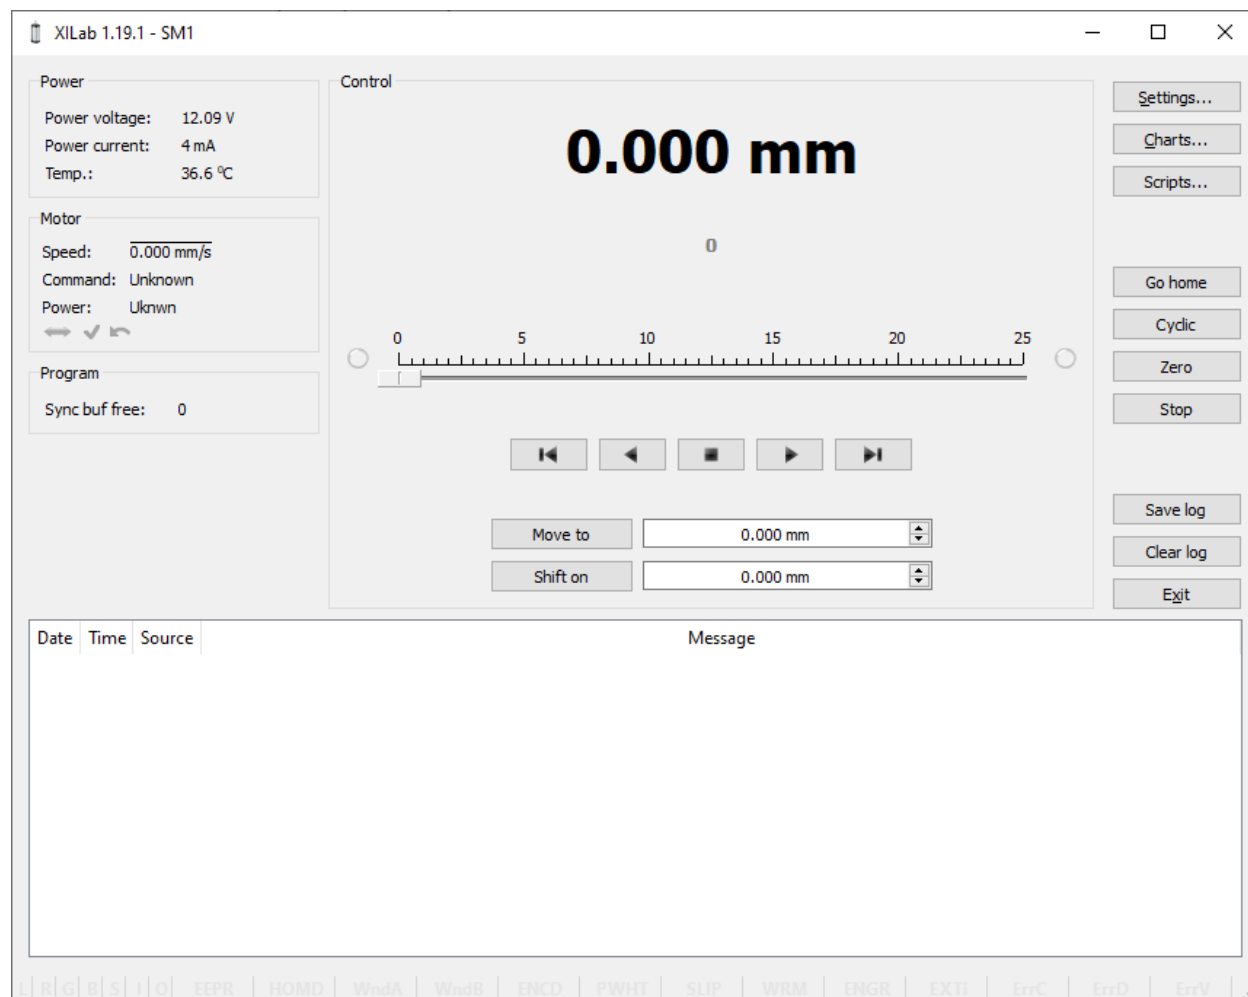 XILab 1.19.1 - SM1
Power
Power voltage: 12.09 V
Power current: 4 mA
Temp.: 36.6 ºC
Motor
Speed: 0.000 mm/s
Command: Unknown
Power: Uknwn
Program
Sync buf free: 0
Control
0.000 mm
0
0 5 10 15 20 25
Move to 0.000 mm
Shift on 0.000 mm
Settings...
Charts...
Scripts...
Go home
Cyclic
Zero
Stop
Save log
Clear log
Exit
Date Time Source Message
L R G B S I O EEPR HOMD WndA WndB ENCD PWHT SLIP WRM ENGR EXTi ErrC ErrD ErrV